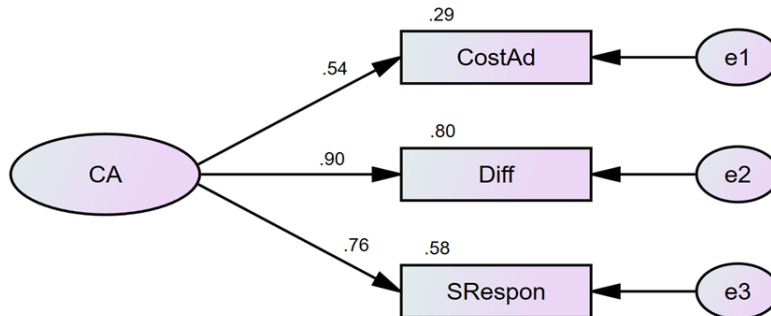 .29
.54
CostAd
e1
.80
.90
CA
Diff
e2
.76
.58
SRespon
e3